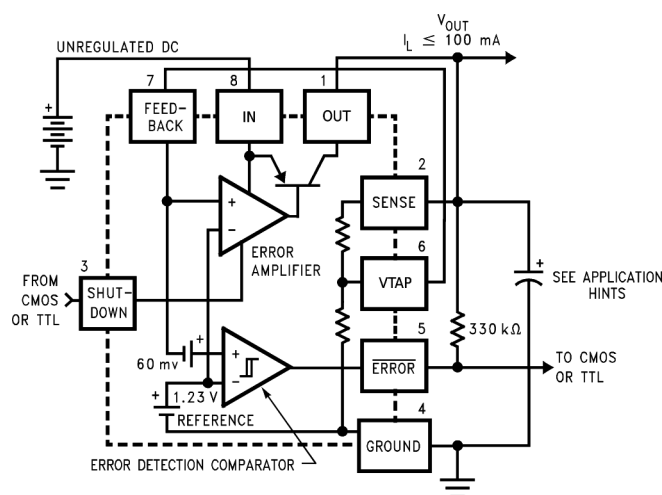 V_OUT
I_L ≤ 100 mA
UNREGULATED DC
7
8
1
FEED-
BACK
IN
OUT
+
2
SENSE
+
−
ERROR
AMPLIFIER
6
VTAP
+
SEE APPLICATION
HINTS
3
FROM
CMOS
OR TTL
SHUT-
DOWN
5
ERROR
330 kΩ
TO CMOS
OR TTL
60 mv
+
+
−
+
1.23 V
REFERENCE
4
GROUND
ERROR DETECTION COMPARATOR